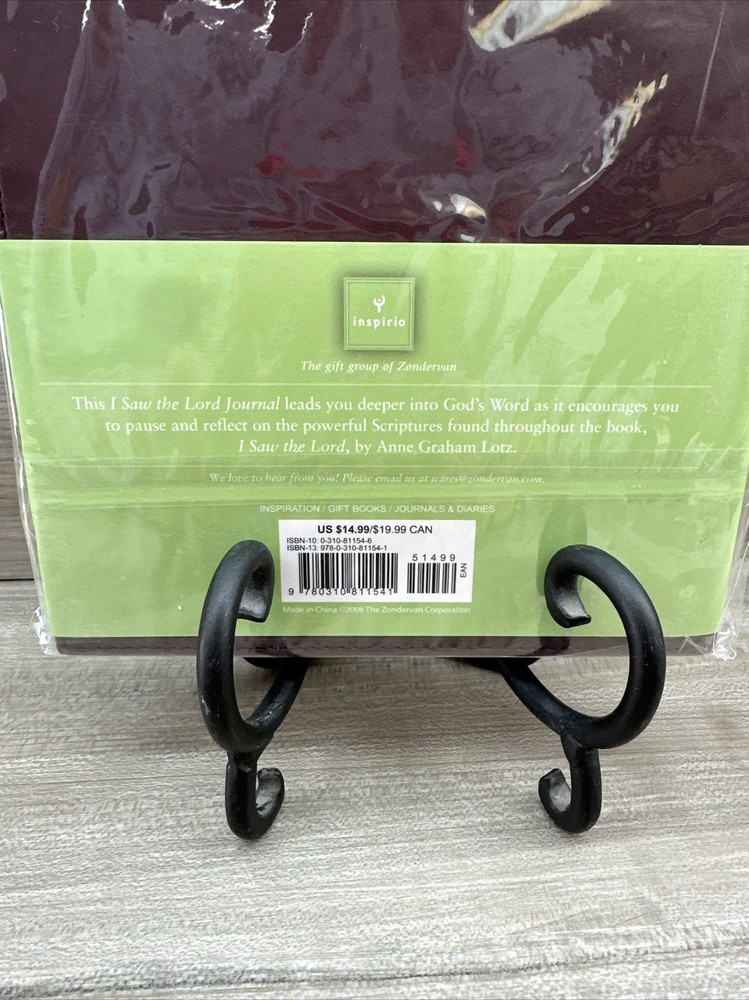 inspirio
The gift group of Zondervan
This I Saw the Lord Journal leads you deeper into God's Word as it encourages you
to pause and reflect on the powerful Scriptures found throughout the book,
I Saw the Lord, by Anne Graham Lotz.
We love to hear from you! Please email us at icares@zondervan.com.
INSPIRATION / GIFT BOOKS / JOURNALS & DIARIES
US $14.99/$19.99 CAN
ISBN-10: 0-310-81154-6
ISBN-13: 978-0-310-81154-1
51499
EAN
9 780310 811541
Made in China ©2006 The Zondervan Corporation